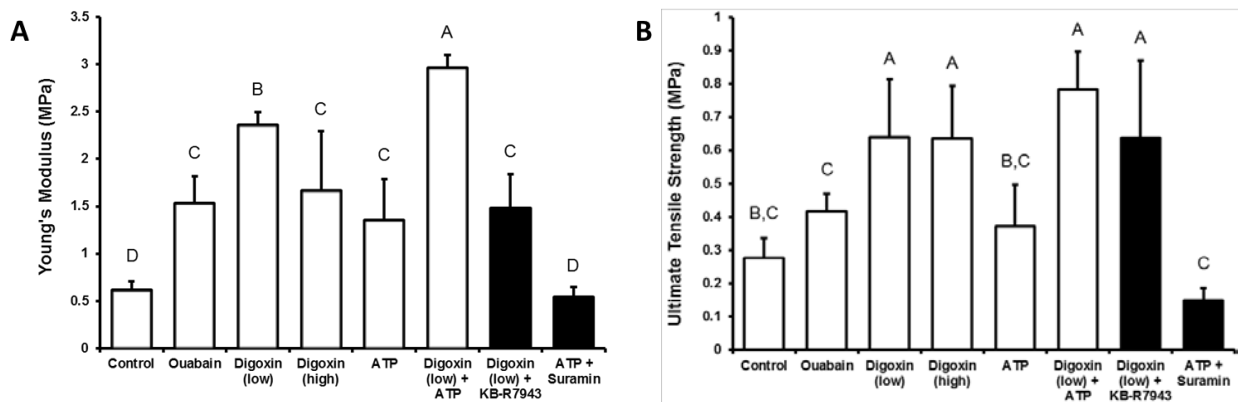 A
Young's Modulus (MPa)
3.5
3
2.5
2
1.5
1
0.5
0
D
C
B
C
C
A
C
D
Control
Ouabain
Digoxin
(low)
Digoxin
(high)
ATP
Digoxin
(low) +
ATP
Digoxin
(low) +
KB-R7943
ATP +
Suramin
B
Ultimate Tensile Strength (MPa)
1
0.9
0.8
0.7
0.6
0.5
0.4
0.3
0.2
0.1
0
B,C
C
A
A
B,C
A
A
C
Control
Ouabain
Digoxin
(low)
Digoxin
(high)
ATP
Digoxin
(low) +
ATP
Digoxin
(low) +
KB-R7943
ATP +
Suramin